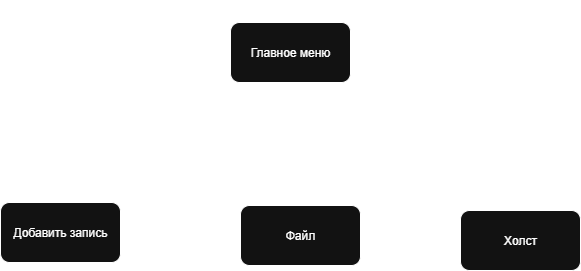 Главное меню
Добавить запись
Файл
Холст